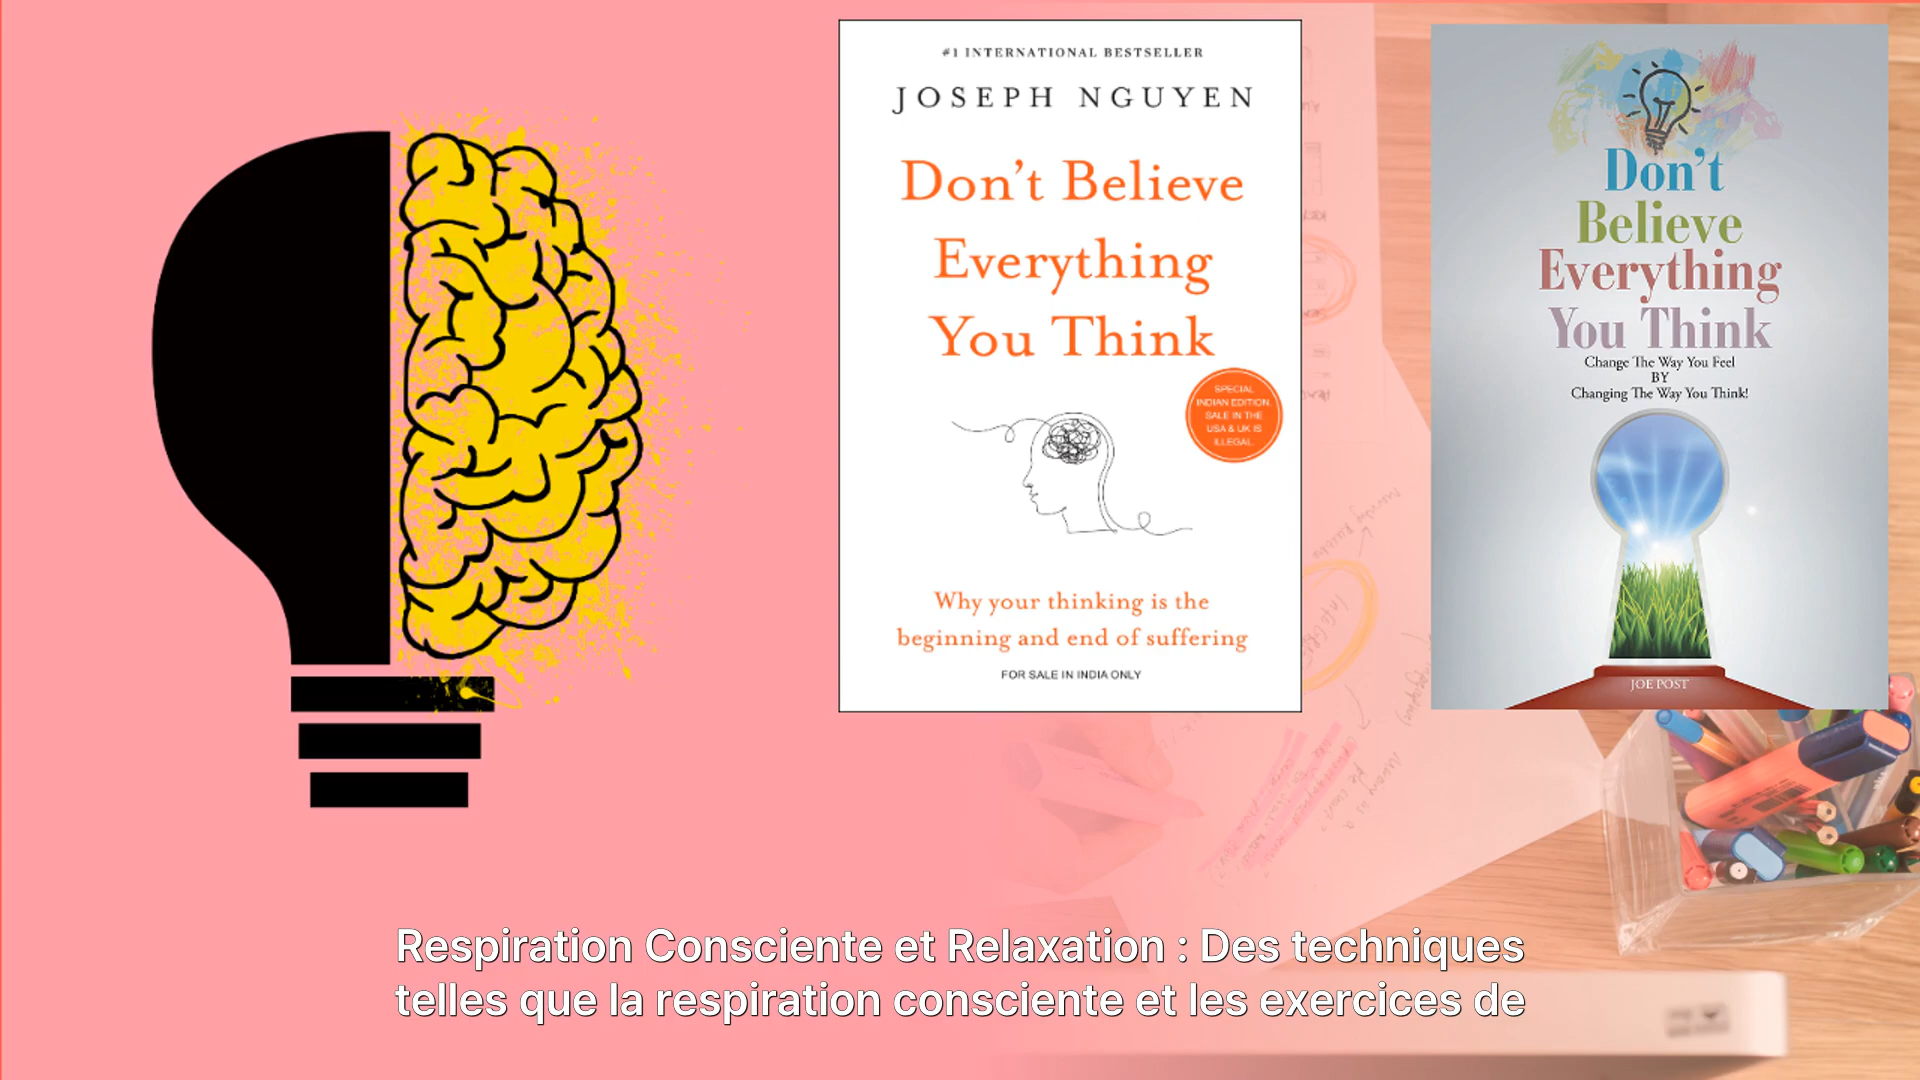 #1 INTERNATIONAL BESTSELLER
JOSEPH NGUYEN
Don't Believe
Everything
You Think
SPECIAL
INDIAN EDITION.
SALE IN THE
USA & UK IS
ILLEGAL
Why your thinking is the
beginning and end of suffering
FOR SALE IN INDIA ONLY
Don't
Believe
Everything
You Think
Change The Way You Feel
BY
Changing The Way You Think!
JOE POST
Respiration Consciente et Relaxation : Des techniques
telles que la respiration consciente et les exercices de